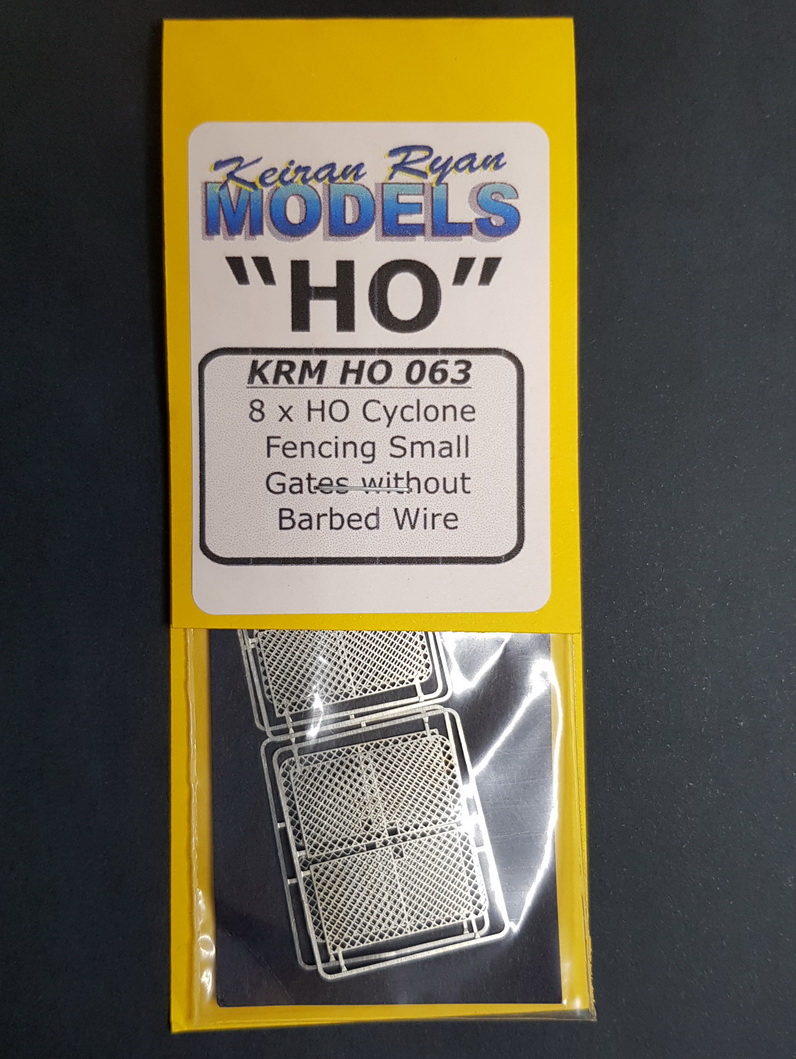 Keiran Ryan
MODELS
"HO"
KRM HO 063
8 x HO Cyclone
Fencing Small
Gates without
Barbed Wire